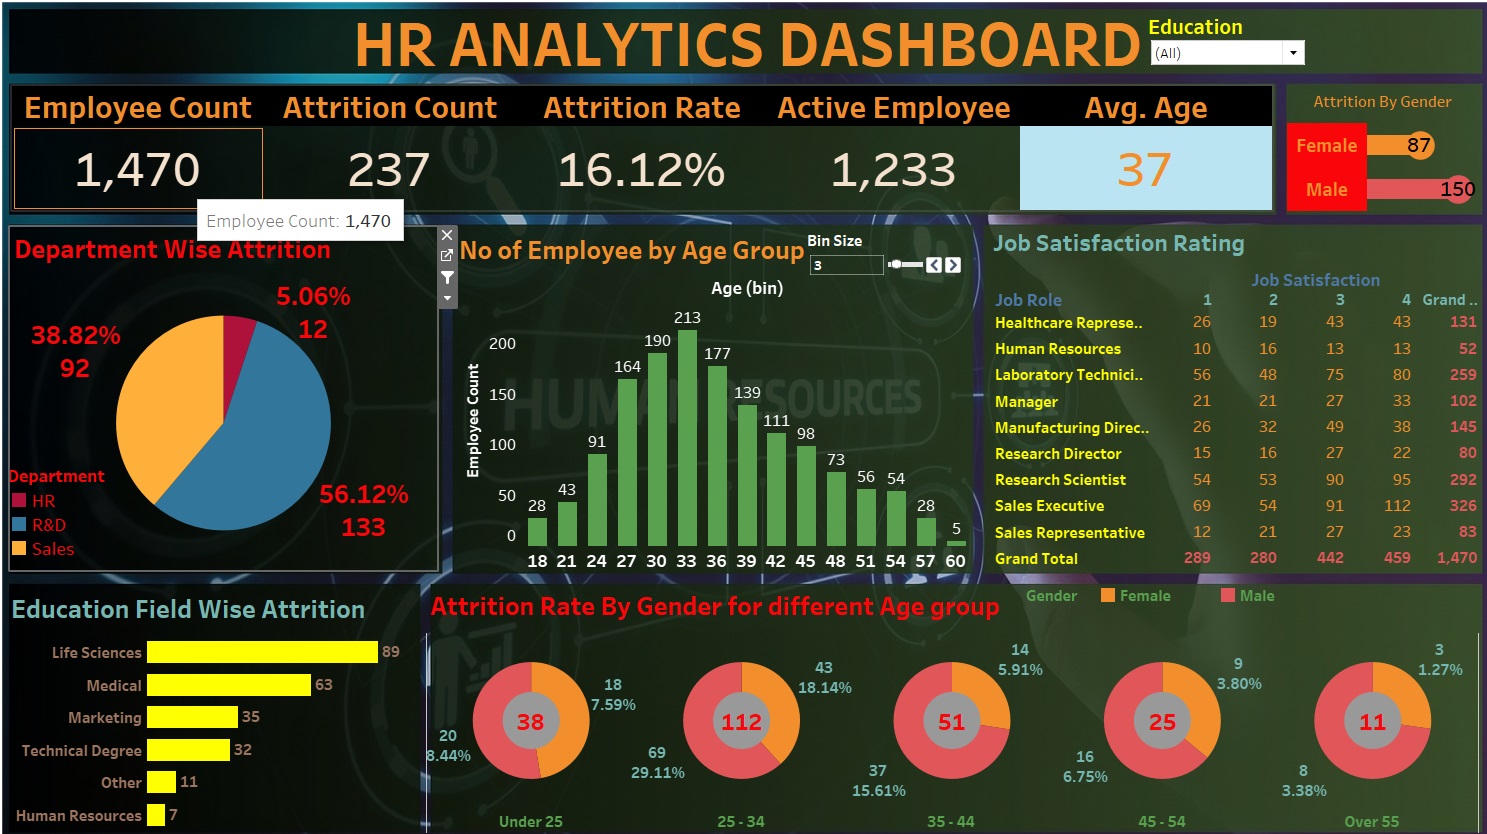 HR ANALYTICS DASHBOARD
Education
(All)
Employee Count Attrition Count Attrition Rate Active Employee Avg. Age
1,470 237 16.12% 1,233 37
Attrition By Gender
Female 87
Male 150
Employee Count: 1,470
Department Wise Attrition
5.06%
12
38.82%
92
56.12%
133
Department
HR
R&D
Sales
No of Employee by Age Group
Bin Size
3
Age (bin)
Employee Count
200
150
100
50
0
28 43 91 164 190 213 177 139 111 98 73 56 54 28 5
18 21 24 27 30 33 36 39 42 45 48 51 54 57 60
HUMAN RESOURCES
Job Satisfaction Rating
Job Satisfaction
Job Role 1 2 3 4 Grand ..
Healthcare Represe.. 26 19 43 43 131
Human Resources 10 16 13 13 52
Laboratory Technici.. 56 48 75 80 259
Manager 21 21 27 33 102
Manufacturing Direc.. 26 32 49 38 145
Research Director 15 16 27 22 80
Research Scientist 54 53 90 95 292
Sales Executive 69 54 91 112 326
Sales Representative 12 21 27 23 83
Grand Total 289 280 442 459 1,470
Education Field Wise Attrition
Life Sciences 89
Medical 63
Marketing 35
Technical Degree 32
Other 11
Human Resources 7
Attrition Rate By Gender for different Age group
Gender Female Male
18
7.59%
38
20
8.44%
Under 25
43
18.14%
112
69
29.11%
25 - 34
14
5.91%
51
37
15.61%
35 - 44
9
3.80%
25
16
6.75%
45 - 54
3
1.27%
11
8
3.38%
Over 55